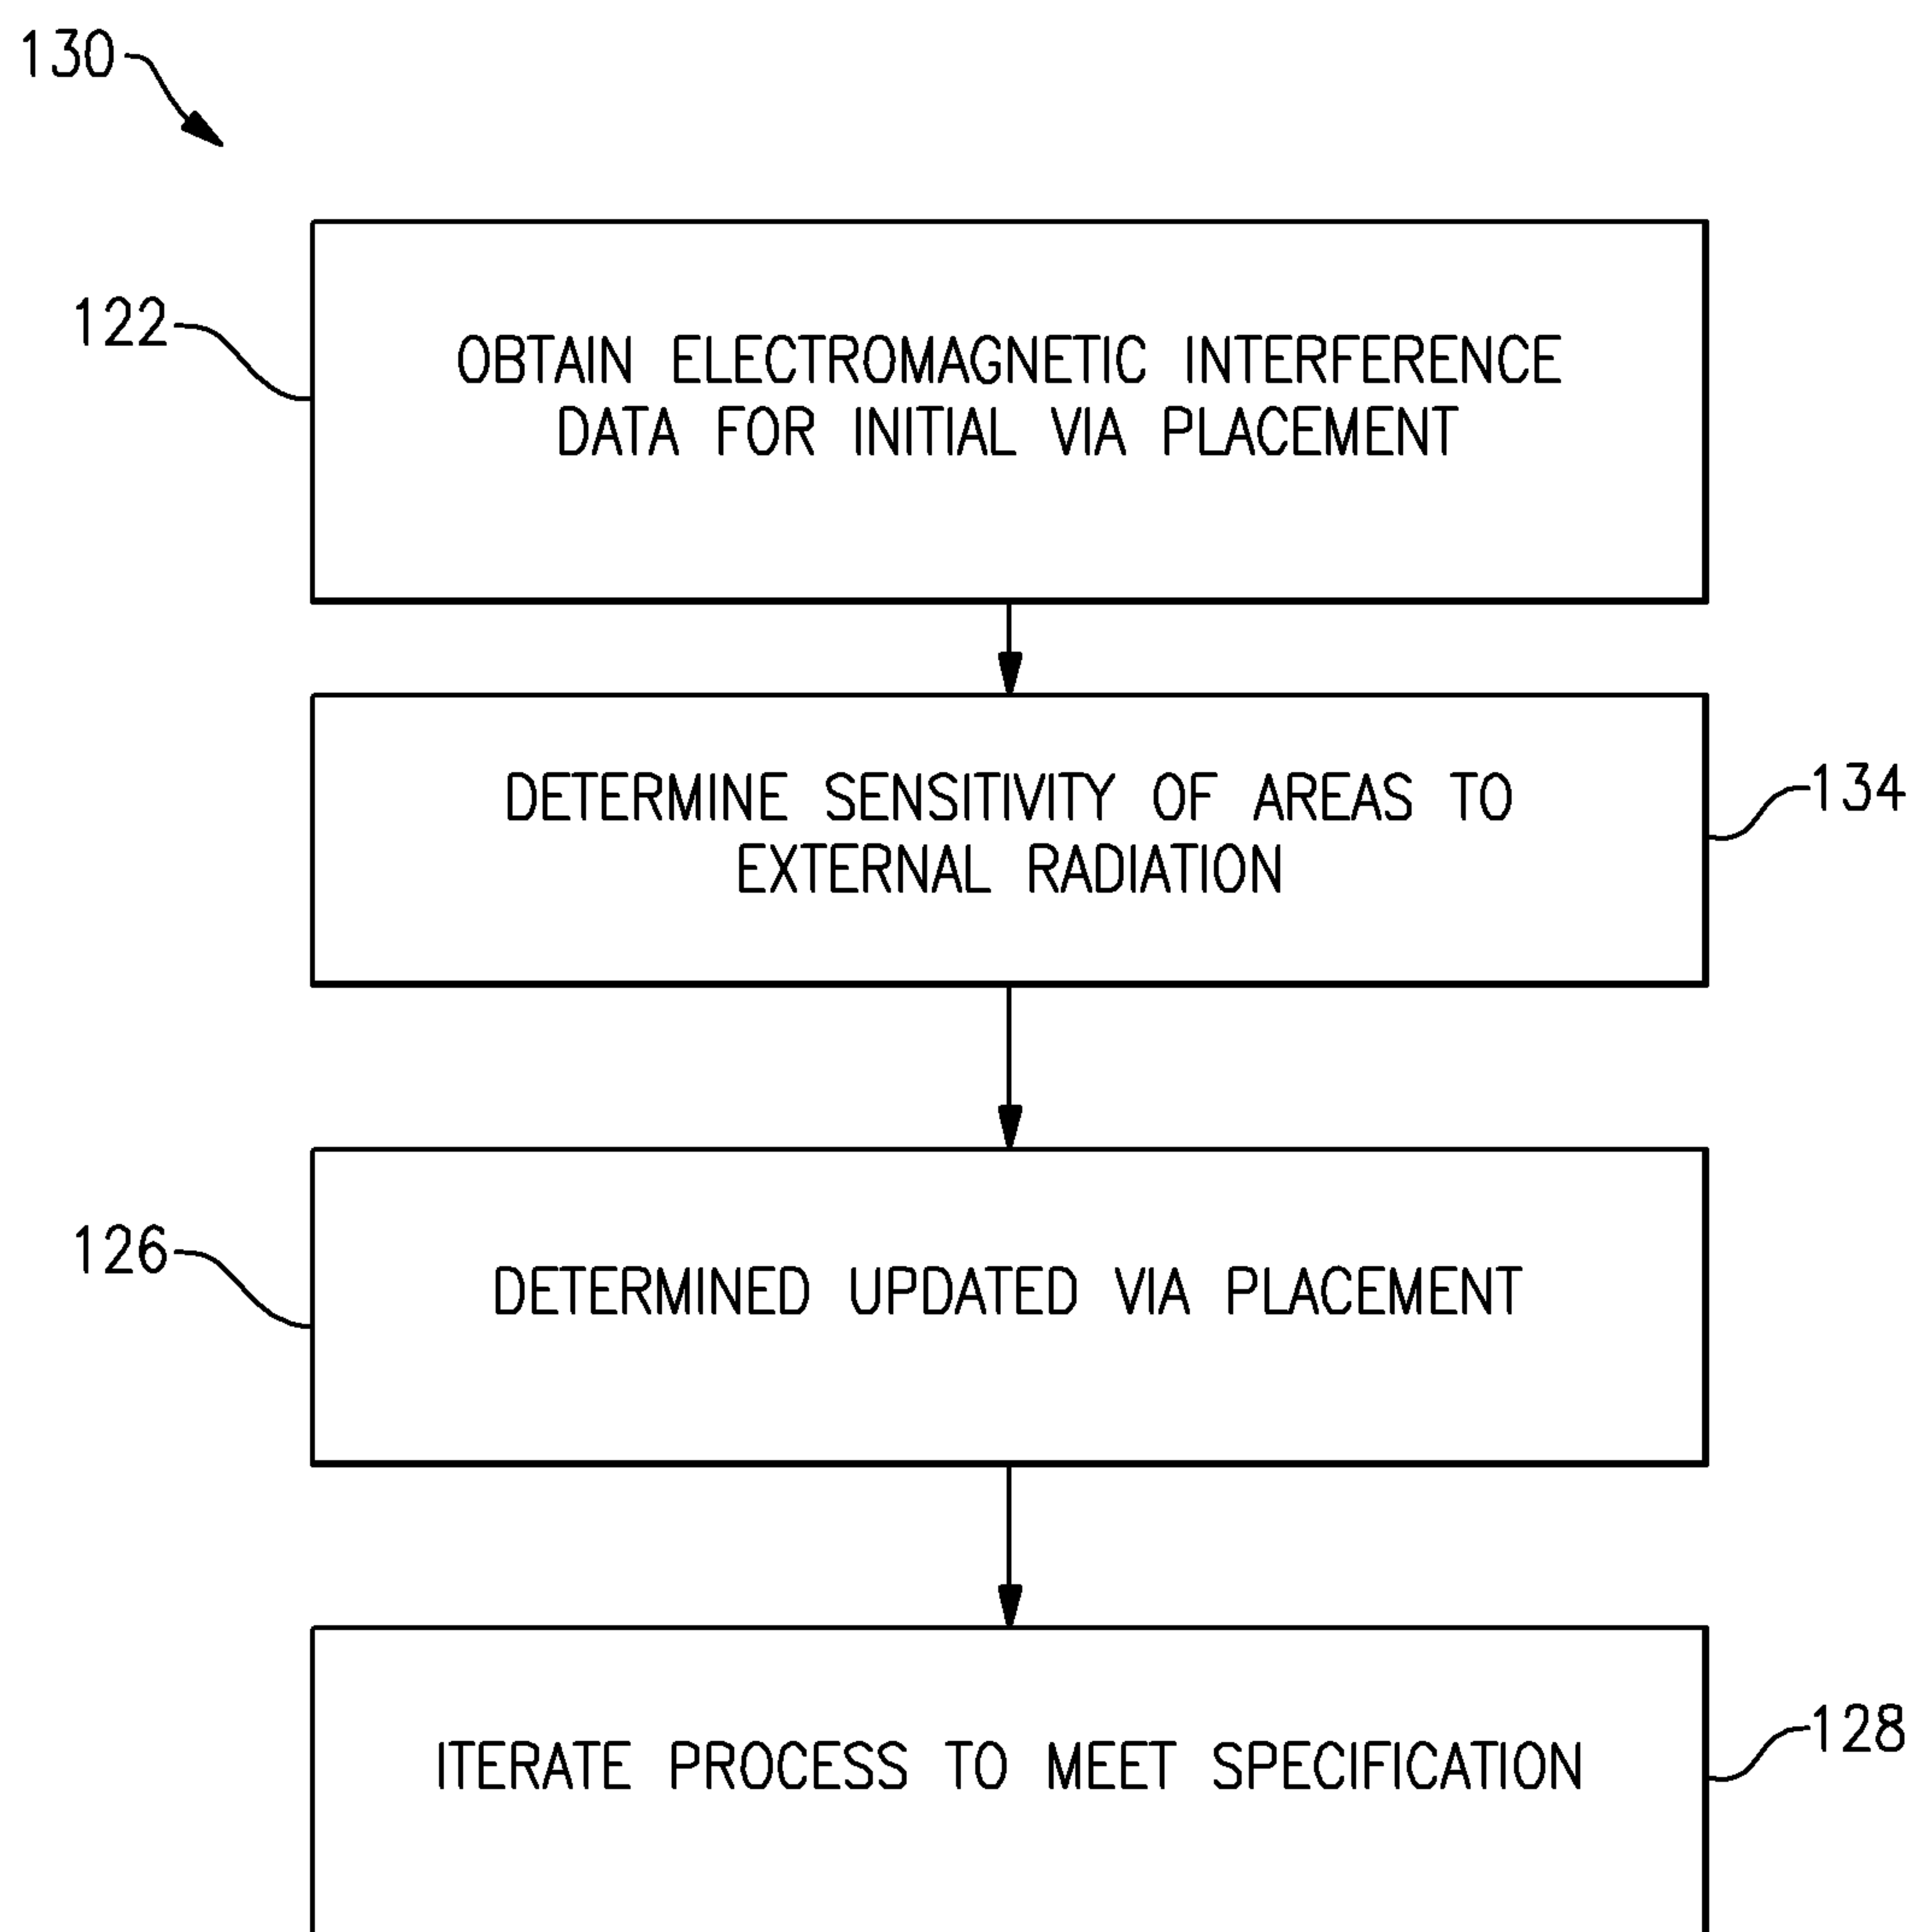 130
122
OBTAIN ELECTROMAGNETIC INTERFERENCE
DATA FOR INITIAL VIA PLACEMENT
134
DETERMINE SENSITIVITY OF AREAS TO
EXTERNAL RADIATION
126
DETERMINED UPDATED VIA PLACEMENT
128
ITERATE PROCESS TO MEET SPECIFICATION